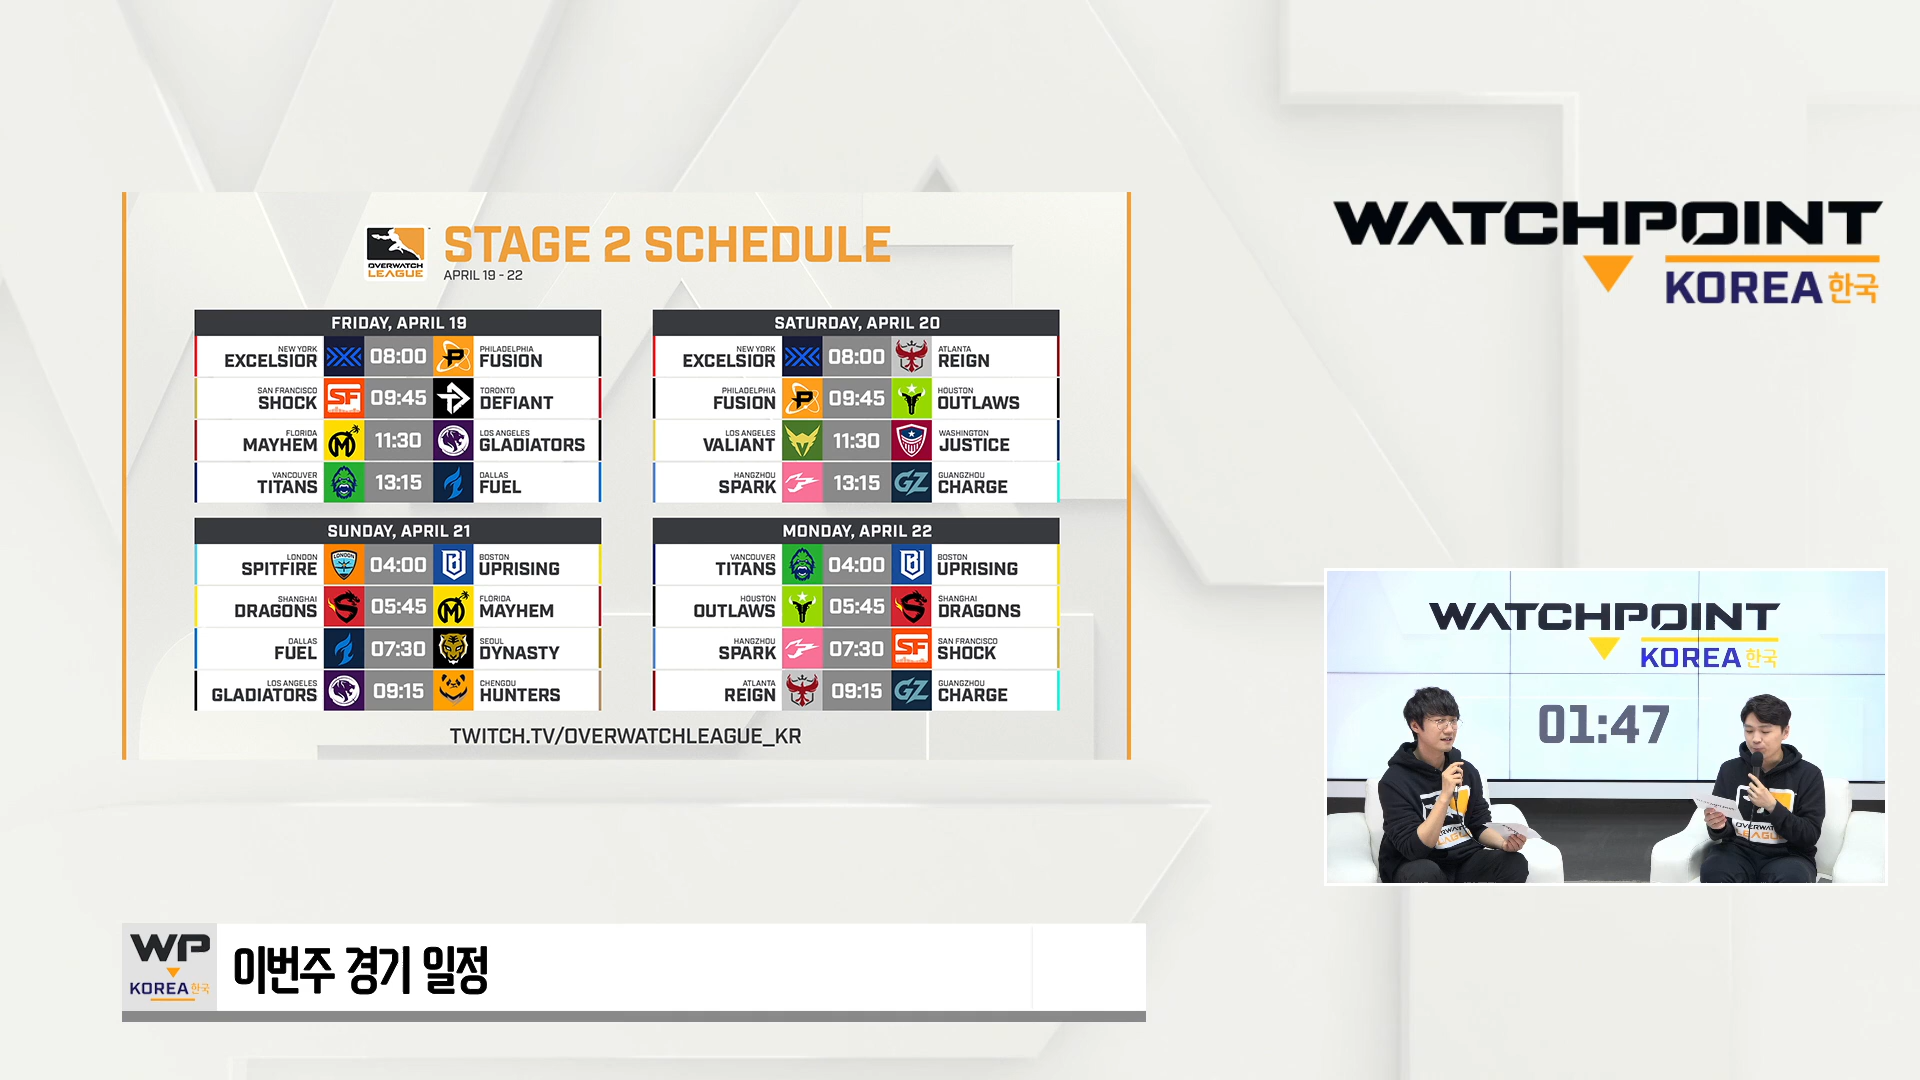 OVERWATCH
LEAGUE
STAGE 2 SCHEDULE
APRIL 19 - 22
FRIDAY, APRIL 19
NEW YORK EXCELSIOR 08:00 PHILADELPHIA FUSION
SAN FRANCISCO SHOCK SF 09:45 TORONTO DEFIANT
FLORIDA MAYHEM 11:30 LOS ANGELES GLADIATORS
VANCOUVER TITANS 13:15 DALLAS FUEL
SATURDAY, APRIL 20
NEW YORK EXCELSIOR 08:00 ATLANTA REIGN
PHILADELPHIA FUSION 09:45 HOUSTON OUTLAWS
LOS ANGELES VALIANT 11:30 WASHINGTON JUSTICE
HANGZHOU SPARK 13:15 GZ GUANGZHOU CHARGE
SUNDAY, APRIL 21
LONDON SPITFIRE LONDON 04:00 BOSTON UPRISING
SHANGHAI DRAGONS 05:45 FLORIDA MAYHEM
DALLAS FUEL 07:30 SEOUL DYNASTY
LOS ANGELES GLADIATORS 09:15 CHENGDU HUNTERS
MONDAY, APRIL 22
VANCOUVER TITANS 04:00 BOSTON UPRISING
HOUSTON OUTLAWS 05:45 SHANGHAI DRAGONS
HANGZHOU SPARK 07:30 SF SAN FRANCISCO SHOCK
ATLANTA REIGN 09:15 GZ GUANGZHOU CHARGE
TWITCH.TV/OVERWATCHLEAGUE_KR
WATCHPOINT
KOREA 한국
WATCHPOINT
KOREA 한국
01:47
WP
KOREA 한국
이번주 경기 일정